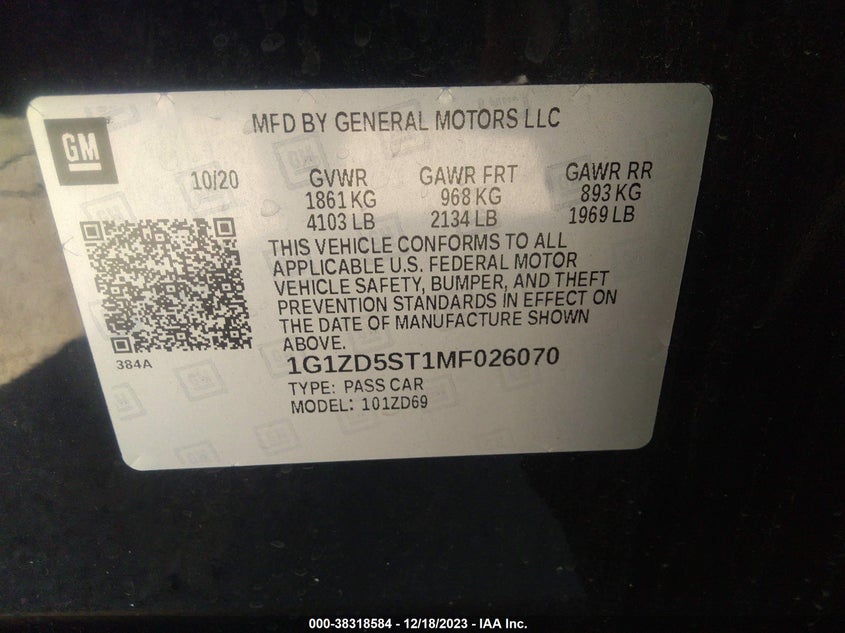 GM
MFD BY GENERAL MOTORS LLC
10/20 GVWR GAWR FRT GAWR RR
1861 KG 968 KG 893 KG
4103 LB 2134 LB 1969 LB
THIS VEHICLE CONFORMS TO ALL
APPLICABLE U.S. FEDERAL MOTOR
VEHICLE SAFETY, BUMPER, AND THEFT
PREVENTION STANDARDS IN EFFECT ON
THE DATE OF MANUFACTURE SHOWN
ABOVE.
384A
1G1ZD5ST1MF026070
TYPE: PASS CAR
MODEL: 101ZD69
000-38318584 - 12/18/2023 - IAA Inc.